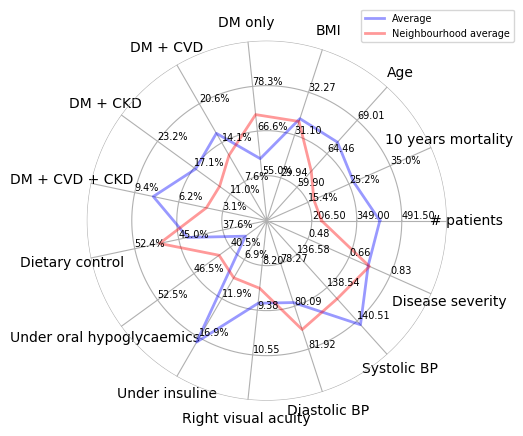 Average
Neighbourhood average
DM only
BMI
DM + CVD
Age
DM + CKD
10 years mortality
DM + CVD + CKD
# patients
Dietary control
Disease severity
Under oral hypoglycaemics
Systolic BP
Under insuline
Diastolic BP
Right visual acuity
206.50 349.00 491.50
15.4% 25.2% 35.0%
59.90 64.46 69.01
29.94 31.10 32.27
55.0% 66.6% 78.3%
7.6% 14.1% 20.6%
11.0% 17.1% 23.2%
3.1% 6.2% 9.4%
37.6% 45.0% 52.4%
40.5% 46.5% 52.5%
6.9% 11.9% 16.9%
8.20 9.38 10.55
78.27 80.09 81.92
136.58 138.54 140.51
0.48 0.66 0.83